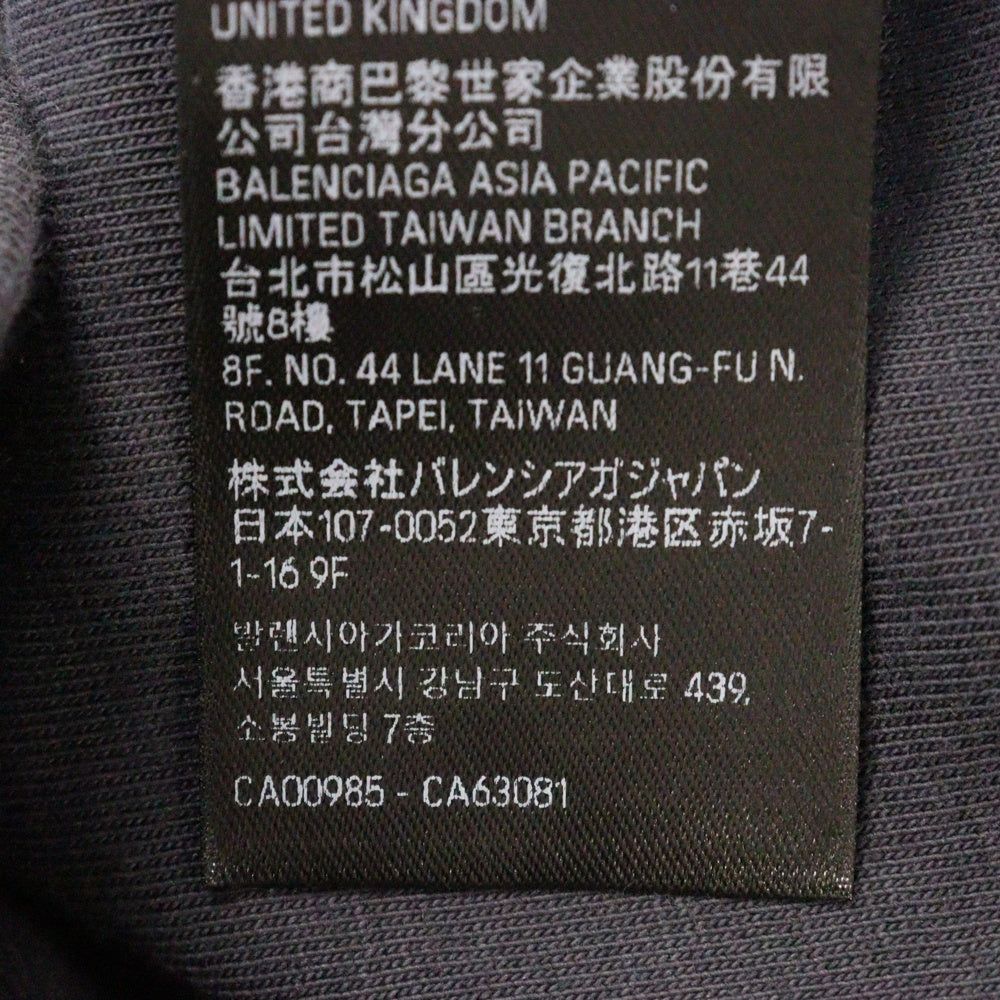 UNITED KINGDOM
香港商巴黎世家企業股份有限
公司台灣分公司
BALENCIAGA ASIA PACIFIC
LIMITED TAIWAN BRANCH
台北市松山區光復北路11巷44
號8樓
8F. NO. 44 LANE 11 GUANG-FU N.
ROAD, TAPEI, TAIWAN
株式会社バレンシアガジャパン
日本107-0052東京都港区赤坂7-
1-16 9F
발렌시아가코리아 주식회사
서울특별시 강남구 도산대로 439,
소봉빌딩 7층
CA00985 - CA63081